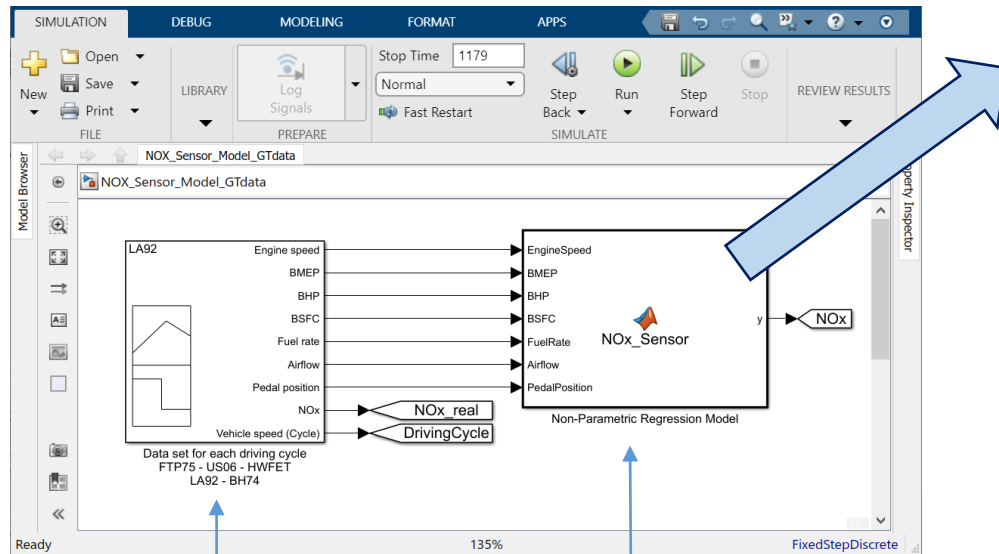 SIMULATION DEBUG MODELING FORMAT APPS
New
Open
Save
Print
FILE
LIBRARY
Log
Signals
PREPARE
Stop Time 1179
Normal
Fast Restart
Step
Back
Run
Step
Forward
Stop
SIMULATE
REVIEW RESULTS
Model Browser
NOX_Sensor_Model_GTdata
NOX_Sensor_Model_GTdata
perty Inspector
LA92
Engine speed
BMEP
BHP
BSFC
Fuel rate
Airflow
Pedal position
NOx
Vehicle speed (Cycle)
NOx_real
DrivingCycle
Data set for each driving cycle
FTP75 - US06 - HWFET
LA92 - BH74
EngineSpeed
BMEP
BHP
BSFC
FuelRate
Airflow
PedalPosition
NOx_Sensor
y
NOx
Non-Parametric Regression Model
Ready 135% FixedStepDiscrete